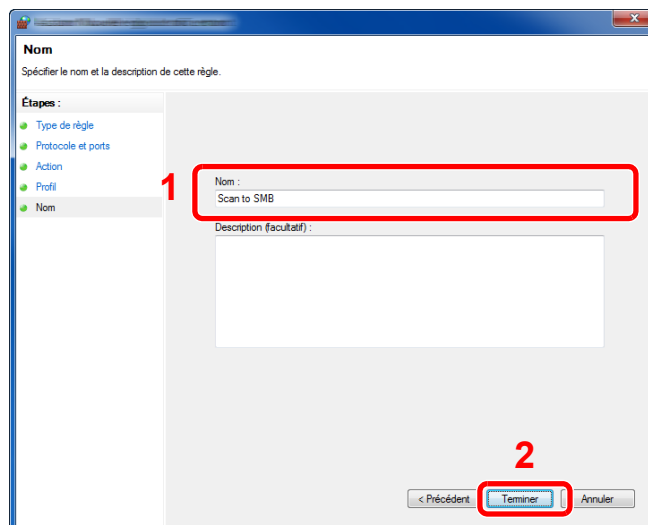 Nom
Spécifier le nom et la description de cette règle.
Étapes :
Type de règle
Protocole et ports
Action
Profil
Nom
1
Nom :
Scan to SMB
Description (facultatif) :
2
< Précédent
Terminer
Annuler